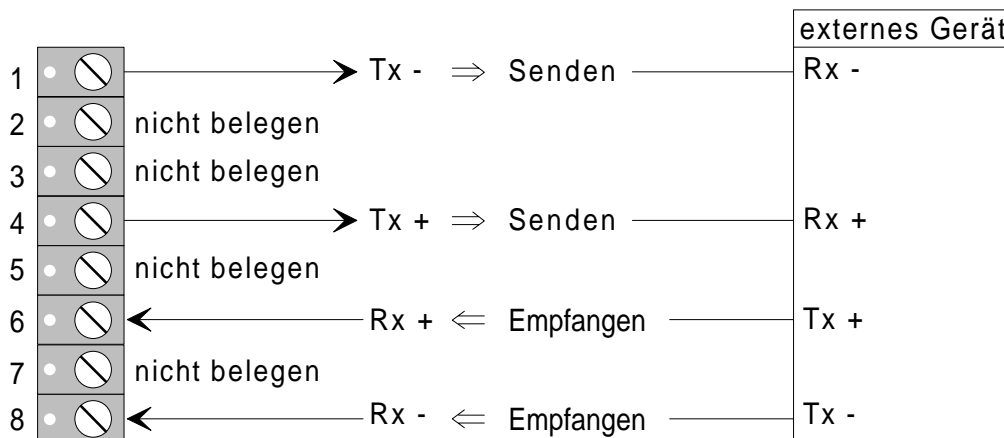 externes Gerät
1 Tx - ⇒ Senden Rx -
2 nicht belegen
3 nicht belegen
4 Tx + ⇒ Senden Rx +
5 nicht belegen
6 Rx + ⇐ Empfangen Tx +
7 nicht belegen
8 Rx - ⇐ Empfangen Tx -